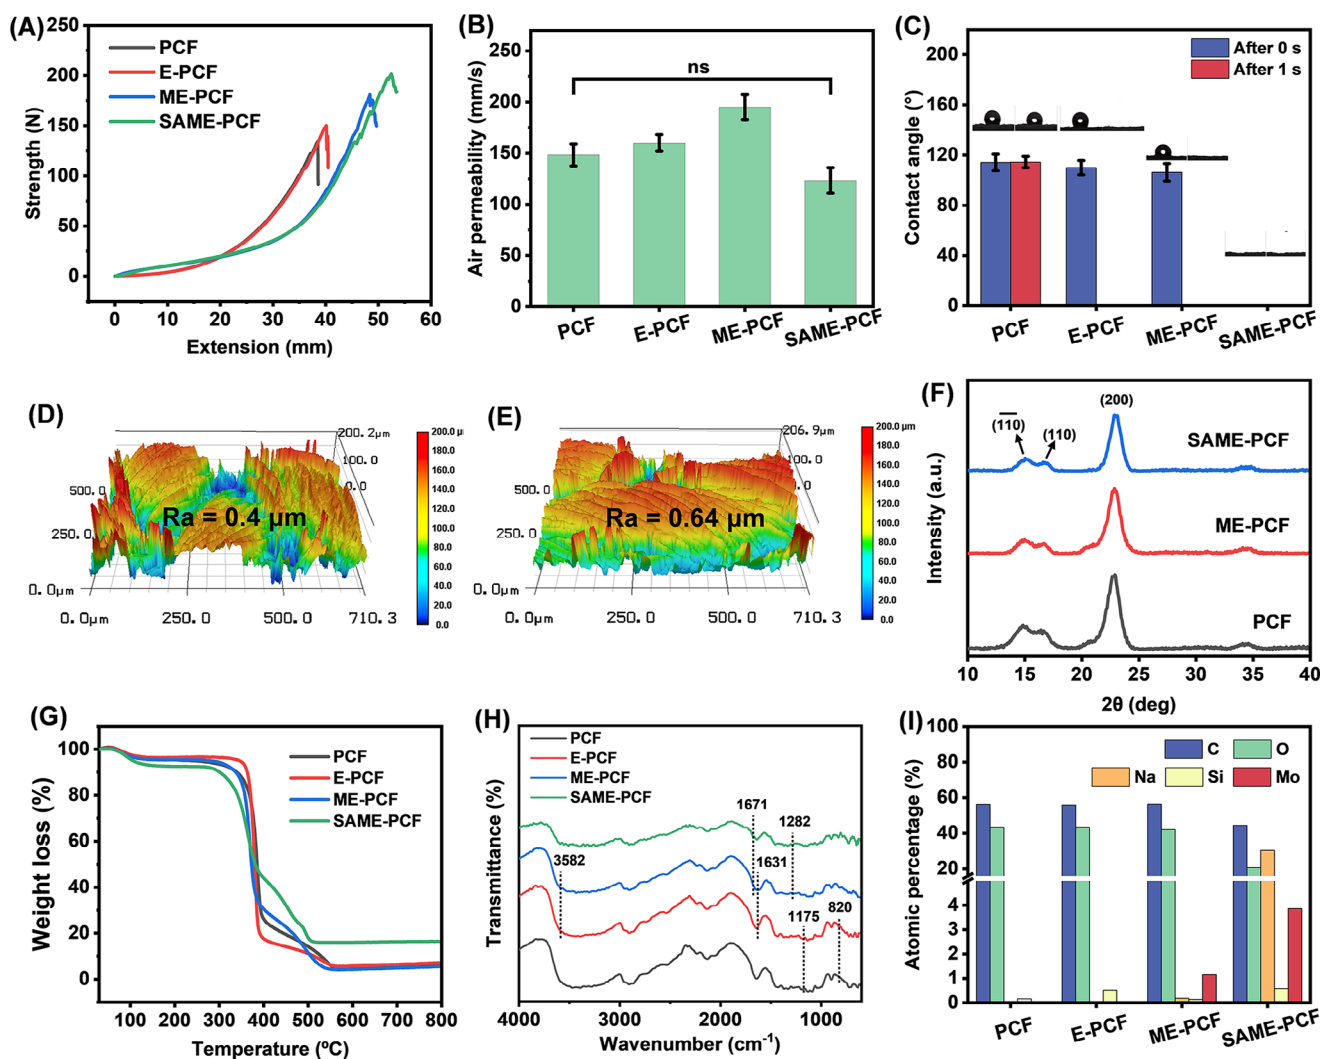 (A)
250
200
150
100
50
0
Strength (N)
PCF
E-PCF
ME-PCF
SAME-PCF
0 10 20 30 40 50 60
Extension (mm)
(B)
250
200
150
100
50
0
Air permeability (mm/s)
ns
PCF E-PCF ME-PCF SAME-PCF
(C)
200
160
120
80
40
0
Contact angle (°)
After 0 s
After 1 s
PCF E-PCF ME-PCF SAME-PCF
(D)
200.2μm
100.0
0.0
500.0
250.0
0.0μm
Ra = 0.4 μm
0.0μm 250.0 500.0 710.3
200.0 μ
180.0
160.0
140.0
120.0
100.0
80.0
60.0
40.0
20.0
0.0
(E)
206.9μm
100.0
0.0
500.0
250.0
0.0μm
Ra = 0.64 μm
0.0μm 250.0 500.0 710.3
200.0 μ
180.0
160.0
140.0
120.0
100.0
80.0
60.0
40.0
20.0
0.0
(F)
Intensity (a.u.)
(1̅1̅0)
(110)
(200)
SAME-PCF
ME-PCF
PCF
10 15 20 25 30 35 40
2θ (deg)
(G)
100
80
60
40
20
0
Weight loss (%)
PCF
E-PCF
ME-PCF
SAME-PCF
100 200 300 400 500 600 700 800
Temperature (ºC)
(H)
Transmittance (%)
PCF
E-PCF
ME-PCF
SAME-PCF
3582
1671
1282
1631
1175
820
4000 3000 2000 1000
Wavenumber (cm⁻¹)
(I)
100
80
60
40
20
4
3
2
1
0
Atomic percentage (%)
C O
Na Si Mo
PCF E-PCF ME-PCF SAME-PCF